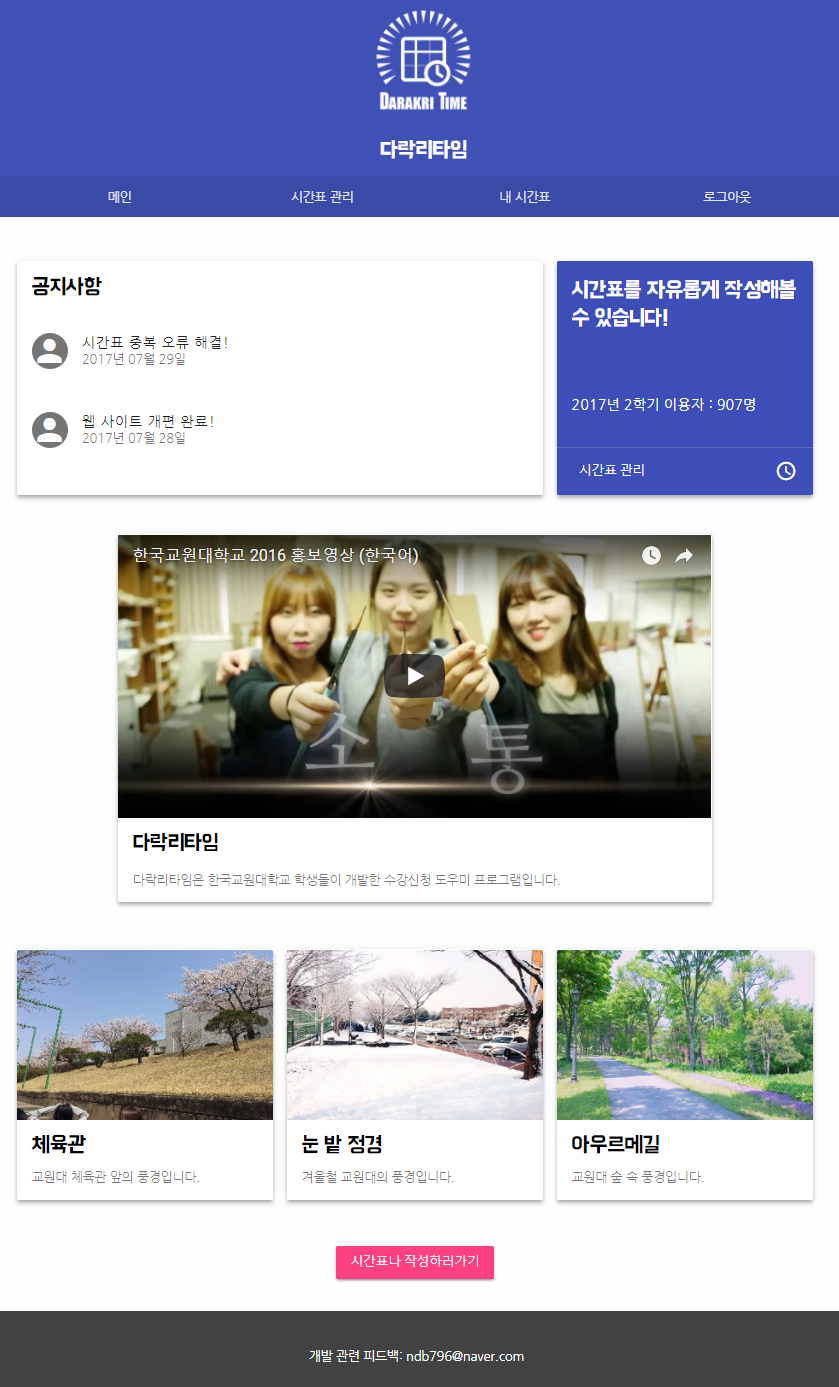 DARAKRI TIME
다락리타임
메인 시간표 관리 내 시간표 로그아웃
공지사항
시간표 중복 오류 해결!
2017년 07월 29일
웹 사이트 개편 완료!
2017년 07월 28일
시간표를 자유롭게 작성해볼
수 있습니다!
2017년 2학기 이용자 : 907명
시간표 관리
한국교원대학교 2016 홍보영상 (한국어)
소 통
다락리타임
다락리타임은 한국교원대학교 학생들이 개발한 수강신청 도우미 프로그램입니다.
체육관
교원대 체육관 앞의 풍경입니다.
눈 밭 정경
겨울철 교원대의 풍경입니다.
아우르메길
교원대 숲 속 풍경입니다.
시간표나 작성하러가기
개발 관련 피드백: ndb796@naver.com